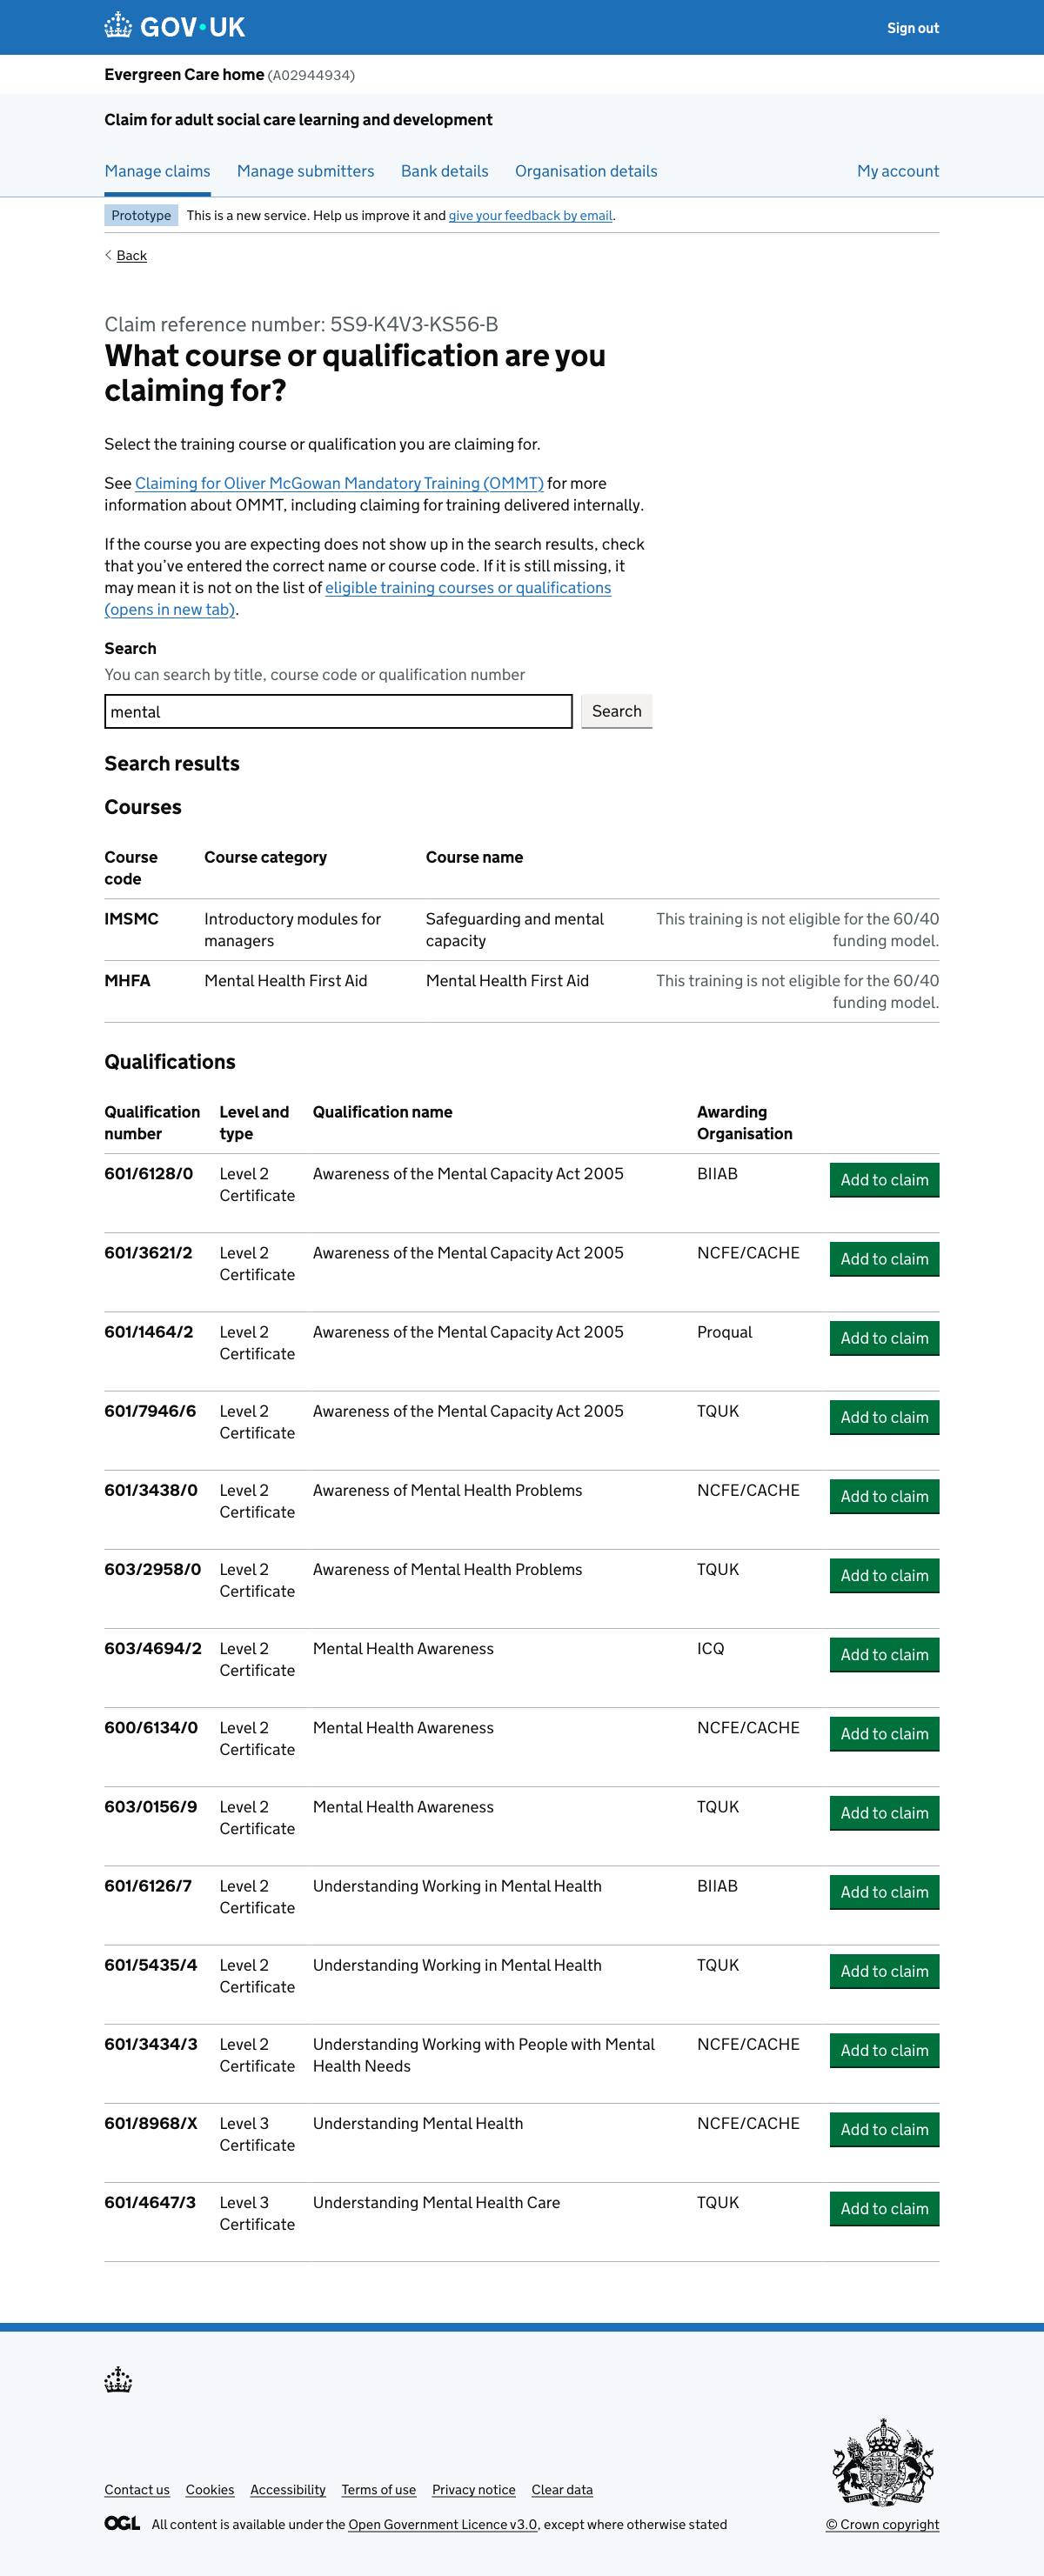 GOV·UK
Sign out
Evergreen Care home (A02944934)
Claim for adult social care learning and development
Manage claims Manage submitters Bank details Organisation details My account
Prototype This is a new service. Help us improve it and give your feedback by email.
Back
Claim reference number: 5S9-K4V3-KS56-B
What course or qualification are you
claiming for?
Select the training course or qualification you are claiming for.
See Claiming for Oliver McGowan Mandatory Training (OMMT) for more
information about OMMT, including claiming for training delivered internally.
If the course you are expecting does not show up in the search results, check
that you’ve entered the correct name or course code. If it is still missing, it
may mean it is not on the list of eligible training courses or qualifications
(opens in new tab).
Search
You can search by title, course code or qualification number
mental Search
Search results
Courses
Course Course category Course name
code
IMSMC Introductory modules for Safeguarding and mental This training is not eligible for the 60/40
managers capacity funding model.
MHFA Mental Health First Aid Mental Health First Aid This training is not eligible for the 60/40
funding model.
Qualifications
Qualification Level and Qualification name Awarding
number type Organisation
601/6128/0 Level 2 Awareness of the Mental Capacity Act 2005 BIIAB Add to claim
Certificate
601/3621/2 Level 2 Awareness of the Mental Capacity Act 2005 NCFE/CACHE Add to claim
Certificate
601/1464/2 Level 2 Awareness of the Mental Capacity Act 2005 Proqual Add to claim
Certificate
601/7946/6 Level 2 Awareness of the Mental Capacity Act 2005 TQUK Add to claim
Certificate
601/3438/0 Level 2 Awareness of Mental Health Problems NCFE/CACHE Add to claim
Certificate
603/2958/0 Level 2 Awareness of Mental Health Problems TQUK Add to claim
Certificate
603/4694/2 Level 2 Mental Health Awareness ICQ Add to claim
Certificate
600/6134/0 Level 2 Mental Health Awareness NCFE/CACHE Add to claim
Certificate
603/0156/9 Level 2 Mental Health Awareness TQUK Add to claim
Certificate
601/6126/7 Level 2 Understanding Working in Mental Health BIIAB Add to claim
Certificate
601/5435/4 Level 2 Understanding Working in Mental Health TQUK Add to claim
Certificate
601/3434/3 Level 2 Understanding Working with People with Mental NCFE/CACHE Add to claim
Certificate Health Needs
601/8968/X Level 3 Understanding Mental Health NCFE/CACHE Add to claim
Certificate
601/4647/3 Level 3 Understanding Mental Health Care TQUK Add to claim
Certificate
Contact us Cookies Accessibility Terms of use Privacy notice Clear data
OGL All content is available under the Open Government Licence v3.0, except where otherwise stated
© Crown copyright